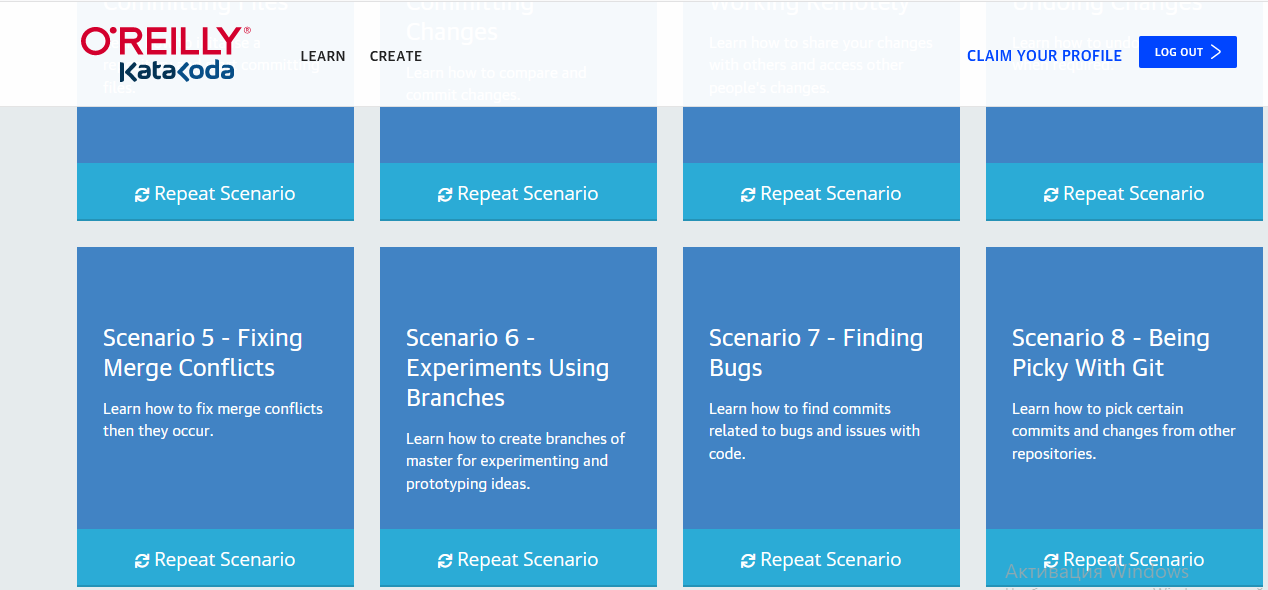 Committing Files
Committing
Changes
Working Remotely
Undoing Changes
O'REILLY®
KataKoda
LEARN
CREATE
CLAIM YOUR PROFILE
LOG OUT
committing
files.
Learn how to compare and
commit changes.
Learn how to share your changes
with others and access other
people's changes.
Repeat Scenario
Repeat Scenario
Repeat Scenario
Repeat Scenario
Scenario 5 - Fixing
Merge Conflicts
Learn how to fix merge conflicts
then they occur.
Repeat Scenario
Scenario 6 -
Experiments Using
Branches
Learn how to create branches of
master for experimenting and
prototyping ideas.
Repeat Scenario
Scenario 7 - Finding
Bugs
Learn how to find commits
related to bugs and issues with
code.
Repeat Scenario
Scenario 8 - Being
Picky With Git
Learn how to pick certain
commits and changes from other
repositories.
Repeat Scenario
Активация Windows